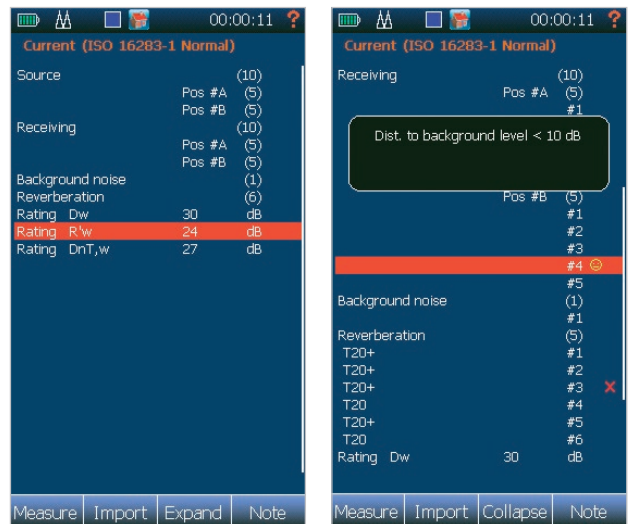 00:00:11 ?
Current (ISO 16283-1 Normal)
Source (10)
Pos #A (5)
Pos #B (5)
Receiving (10)
Pos #A (5)
Pos #B (5)
Background noise (1)
Reverberation (6)
Rating Dw 30 dB
Rating R'w 24 dB
Rating DnT,w 27 dB
Measure Import Expand Note
00:00:11 ?
Current (ISO 16283-1 Normal)
Receiving (10)
Pos #A (5)
#1
Dist. to background level < 10 dB
Pos #B (5)
#1
#2
#3
#4
#5
Background noise (1)
#1
Reverberation (5)
T20+ #1
T20+ #2
T20+ #3
T20 #4
T20+ #5
T20 #6
Rating Dw 30 dB
Measure Import Collapse Note